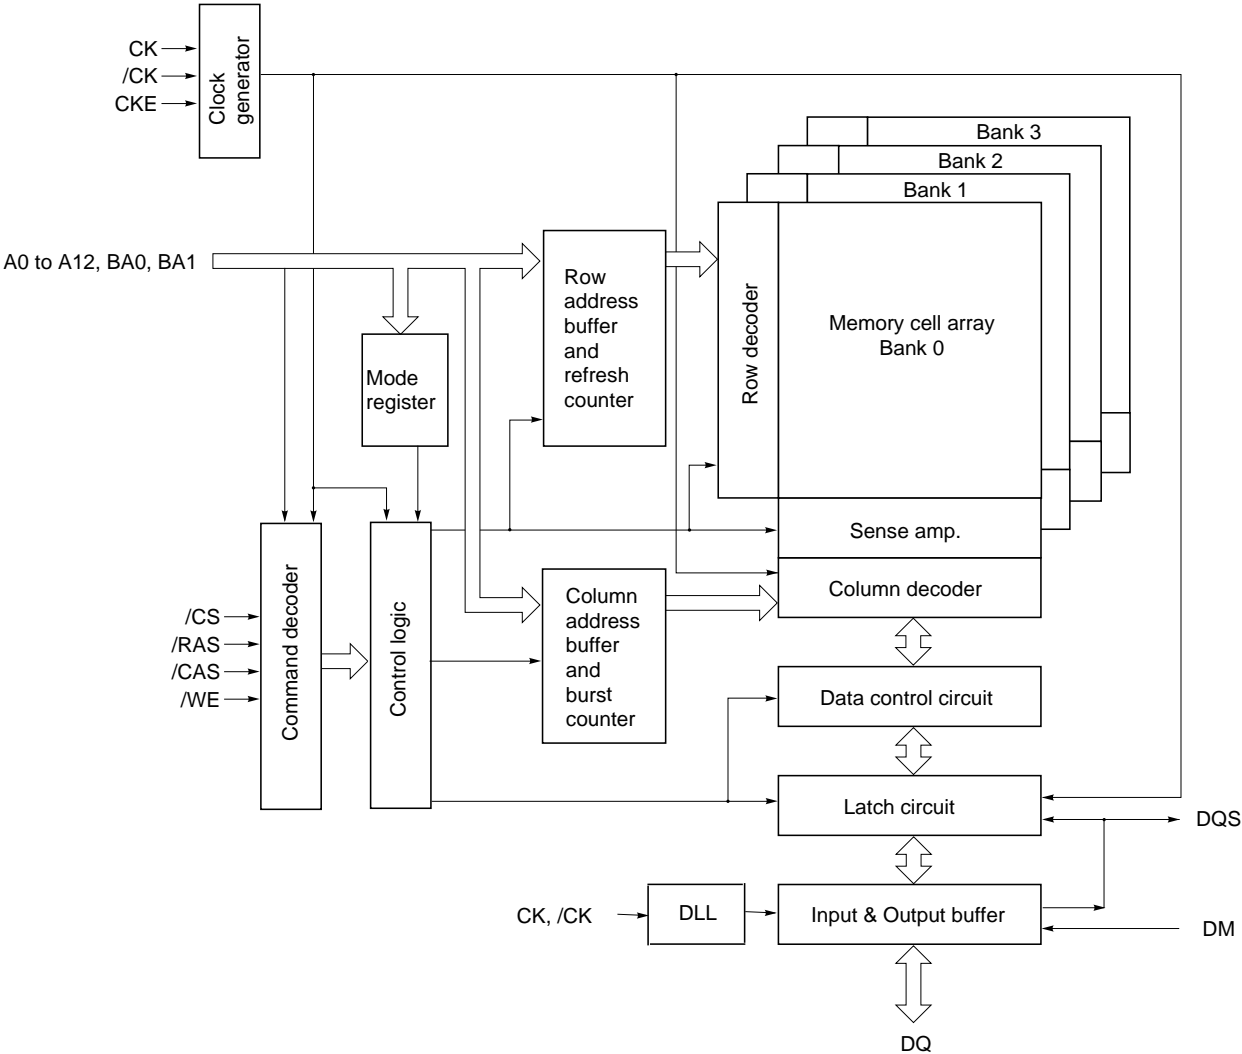 CK
/CK
CKE
Clock
generator
Bank 3
Bank 2
Bank 1
A0 to A12, BA0, BA1
Row
address
buffer
and
refresh
counter
Row decoder
Memory cell array
Bank 0
Mode
register
Sense amp.
Column decoder
/CS
/RAS
/CAS
/WE
Command decoder
Control logic
Column
address
buffer
and
burst
counter
Data control circuit
Latch circuit
DQS
CK, /CK
DLL
Input & Output buffer
DM
DQ